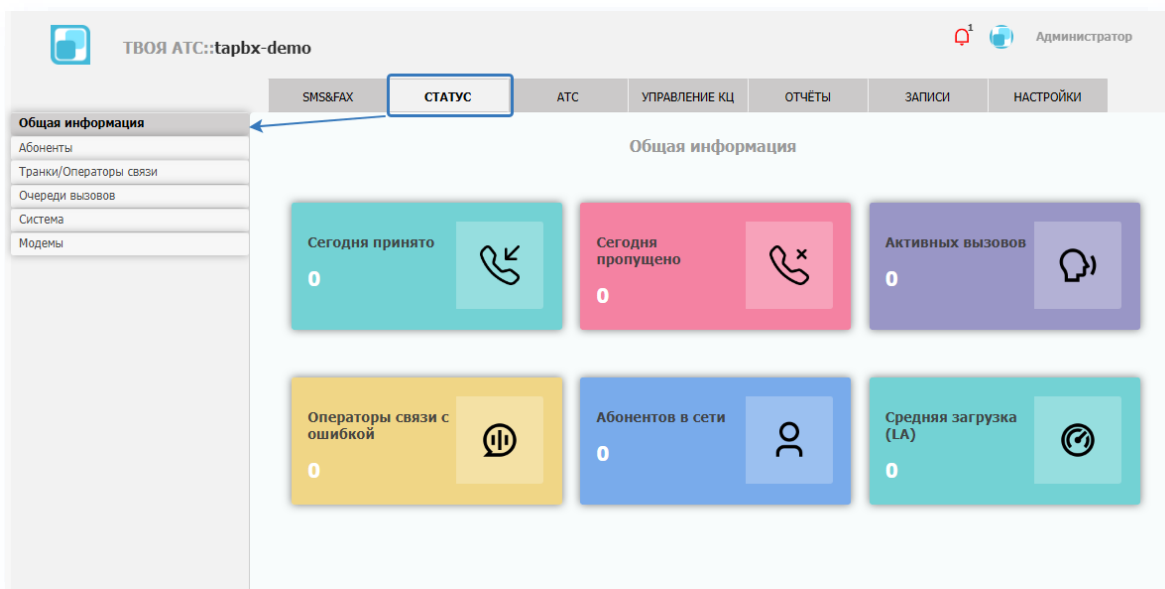 ТВОЯ АТС::tapbx-demo
1
Администратор
SMS&FAX СТАТУС АТС УПРАВЛЕНИЕ КЦ ОТЧЁТЫ ЗАПИСИ НАСТРОЙКИ
Общая информация
Абоненты
Транки/Операторы связи
Очереди вызовов
Система
Модемы
Общая информация
Сегодня принято
0
Сегодня
пропущено
0
Активных вызовов
0
Операторы связи с
ошибкой
0
Абонентов в сети
0
Средняя загрузка
(LA)
0